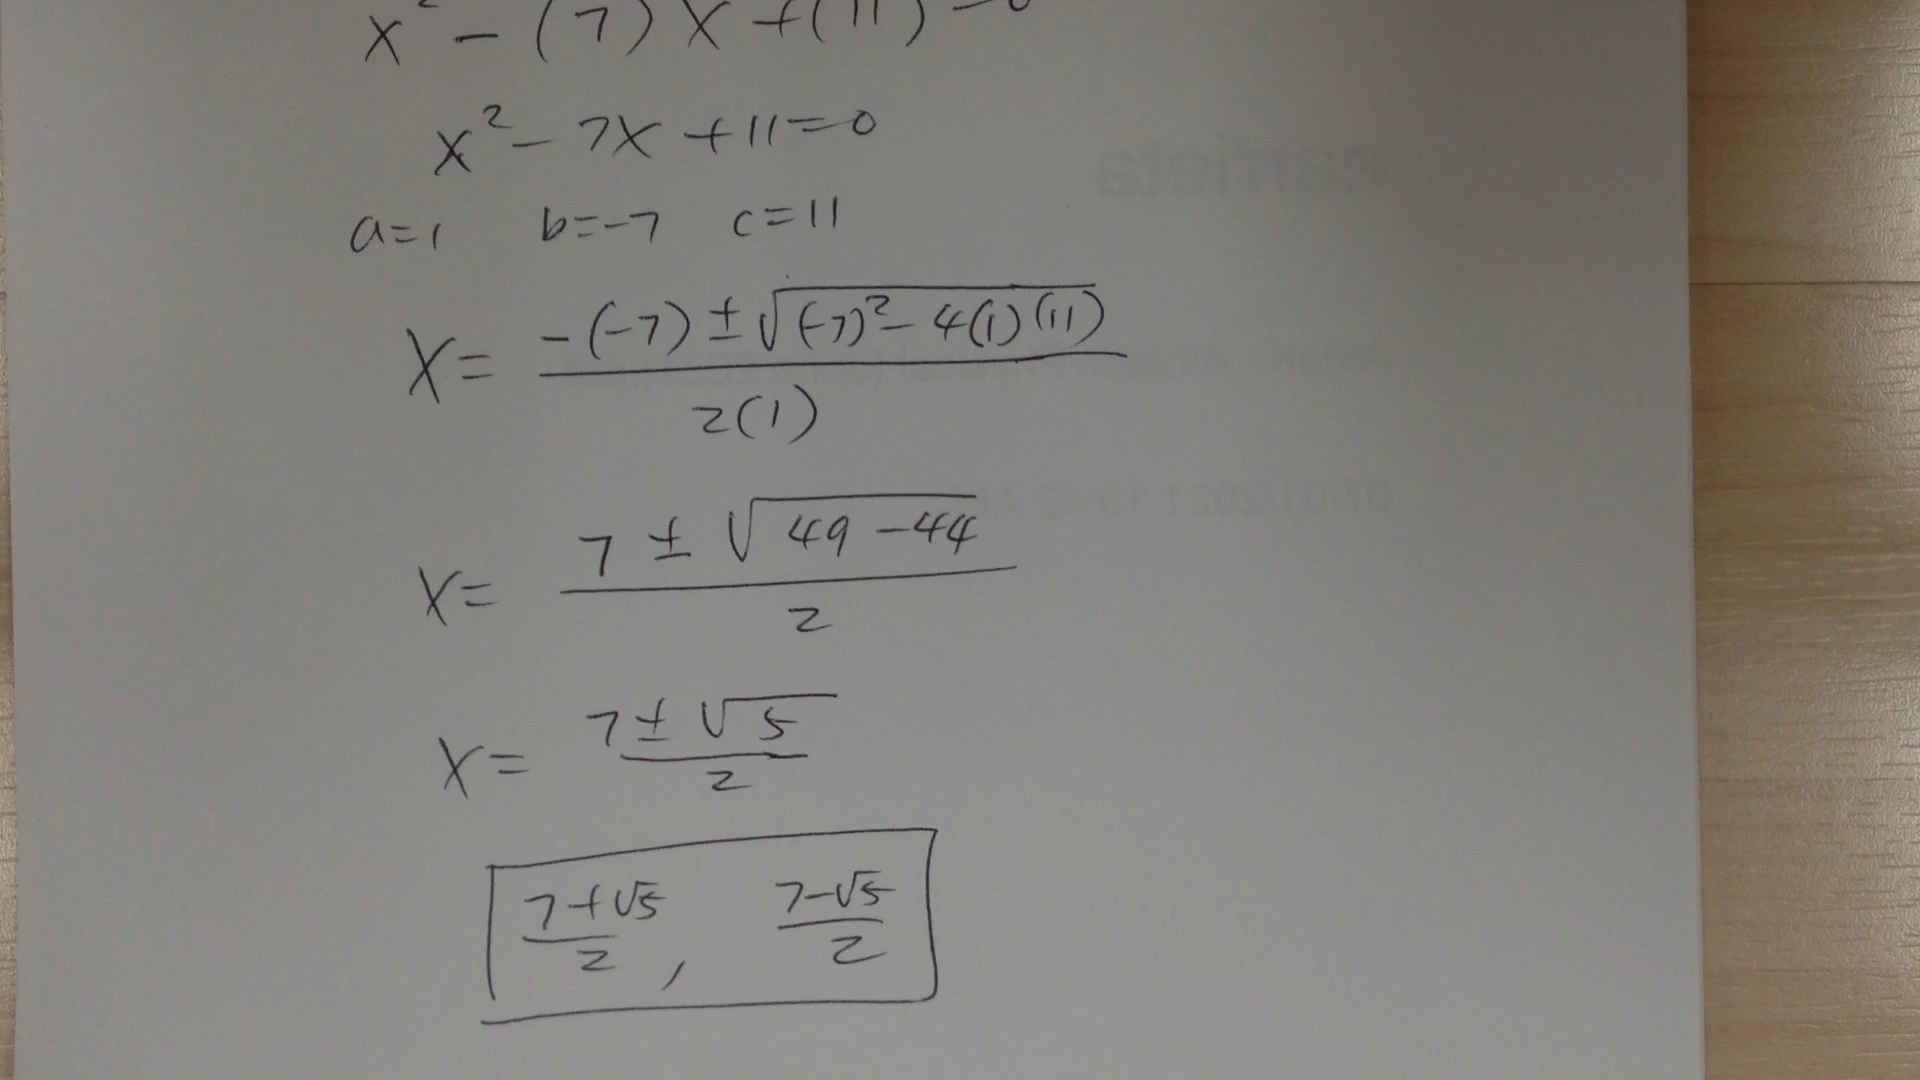 x² - (7)x + (11) = 0
x² - 7x + 11 = 0
a=1 b=-7 c=11
x = (-(-7) ± √((-7)² - 4(1)(11))) / 2(1)
x = (7 ± √(49 - 44)) / 2
x = (7 ± √5) / 2
(7+√5)/2 , (7-√5)/2
earrieta